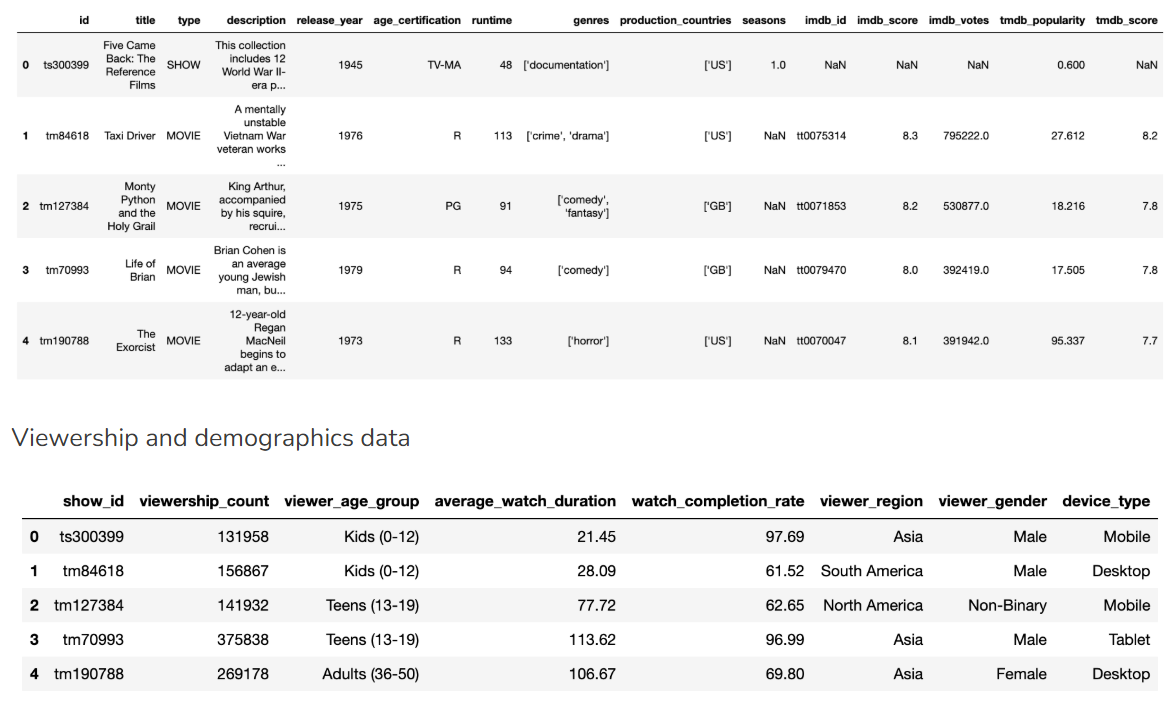 id title type description release_year age_certification runtime genres production_countries seasons imdb_id imdb_score imdb_votes tmdb_popularity tmdb_score
0 ts300399 Five Came Back: The Reference Films SHOW This collection includes 12 World War II-era p... 1945 TV-MA 48 ['documentation'] ['US'] 1.0 NaN NaN NaN 0.600 NaN
1 tm84618 Taxi Driver MOVIE A mentally unstable Vietnam War veteran works ... 1976 R 113 ['crime', 'drama'] ['US'] NaN tt0075314 8.3 795222.0 27.612 8.2
2 tm127384 Monty Python and the Holy Grail MOVIE King Arthur, accompanied by his squire, recrui... 1975 PG 91 ['comedy', 'fantasy'] ['GB'] NaN tt0071853 8.2 530877.0 18.216 7.8
3 tm70993 Life of Brian MOVIE Brian Cohen is an average young Jewish man, bu... 1979 R 94 ['comedy'] ['GB'] NaN tt0079470 8.0 392419.0 17.505 7.8
4 tm190788 The Exorcist MOVIE 12-year-old Regan MacNeil begins to adapt an e... 1973 R 133 ['horror'] ['US'] NaN tt0070047 8.1 391942.0 95.337 7.7
Viewership and demographics data
show_id viewership_count viewer_age_group average_watch_duration watch_completion_rate viewer_region viewer_gender device_type
0 ts300399 131958 Kids (0-12) 21.45 97.69 Asia Male Mobile
1 tm84618 156867 Kids (0-12) 28.09 61.52 South America Male Desktop
2 tm127384 141932 Teens (13-19) 77.72 62.65 North America Non-Binary Mobile
3 tm70993 375838 Teens (13-19) 113.62 96.99 Asia Male Tablet
4 tm190788 269178 Adults (36-50) 106.67 69.80 Asia Female Desktop